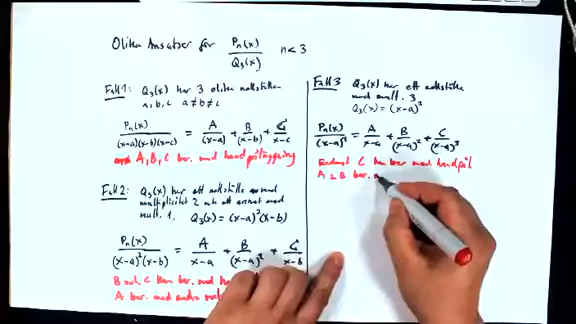 Olika Ansatser för Pn(x) / Q3(x) n<3
Fall 1: Q3(x) har 3 olika nollställen
a, b, c a≠b≠c
Pn(x) / (x-a)(x-b)(x-c) = A / (x-a) + B / (x-b) + C / x-c
A, B, C ber. med handpåläggning
Fall 2: Q3(x) har ett nollställe med
multiplicitet 2 och ett annat med
mult. 1. Q3(x) = (x-a)²(x-b)
Pn(x) / (x-a)²(x-b) = A / x-a + B / (x-a)² + C / x-b
B och C kan ber. med
A ber. med andra
Fall 3 Q3(x) har ett nollställe
med mult. 3
Q3(x) = (x-a)³
Pn(x) / (x-a)³ = A / x-a + B / (x-a)² + C / (x-a)³
Endast C kan ber med handpål
A & B ber.